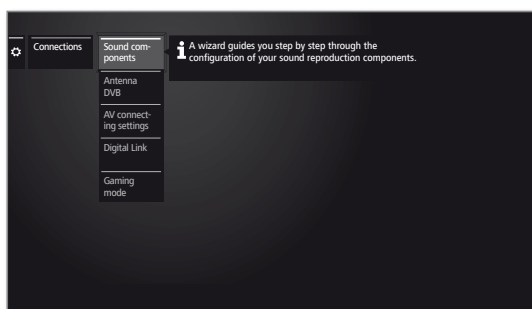 Connections
Sound com-
ponents
A wizard guides you step by step through the
configuration of your sound reproduction components.
Antenna
DVB
AV connect-
ing settings
Digital Link
Gaming
mode